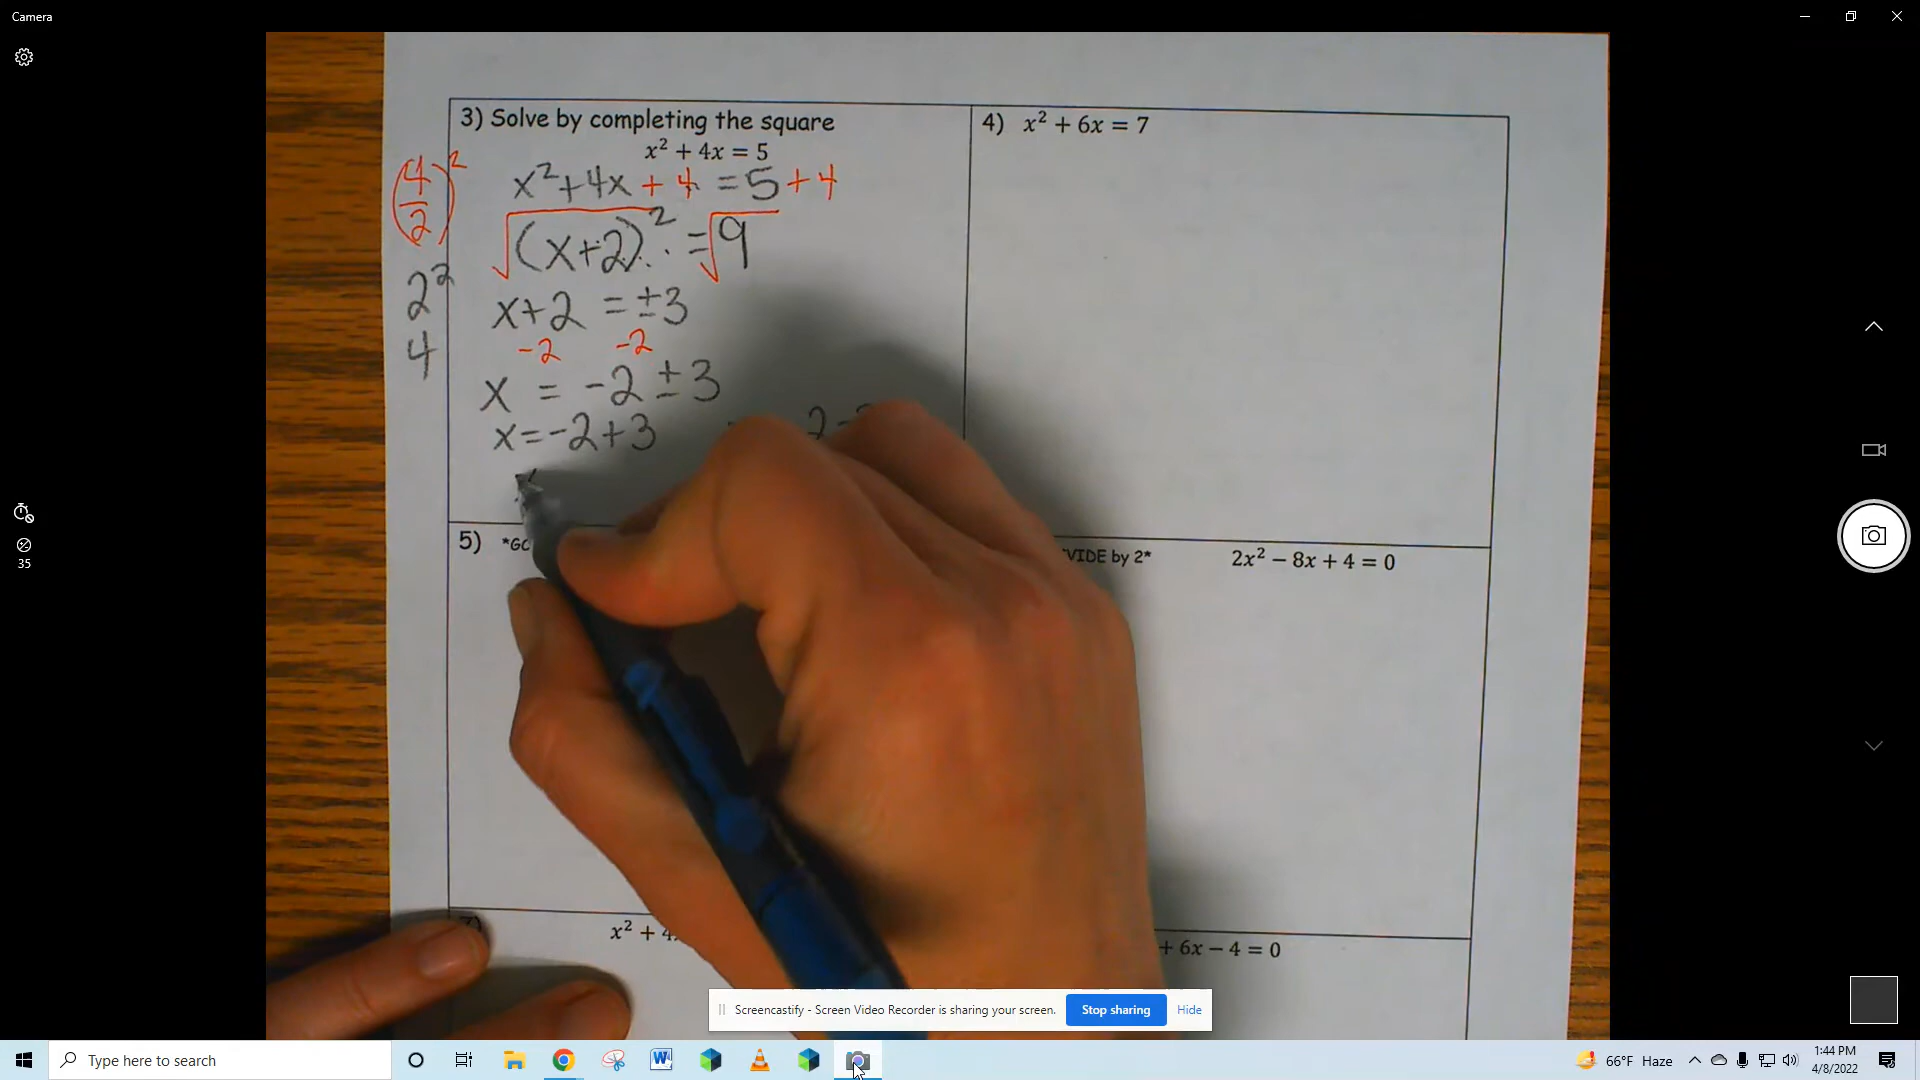 Camera
3) Solve by completing the square
x² + 4x = 5
(4/2)²
x²+4x + 4 = 5 + 4
√(x+2)² = √9
2²
x+2 = ±3
-2 -2
4
x = -2 ± 3
x=-2+3
4) x² + 6x = 7
5)
2x² − 8x + 4 = 0
by 2*
x² +
+ 6x − 4 = 0
35
Screencastify - Screen Video Recorder is sharing your screen.
Stop sharing
Hide
Type here to search
66°F Haze
1:44 PM
4/8/2022